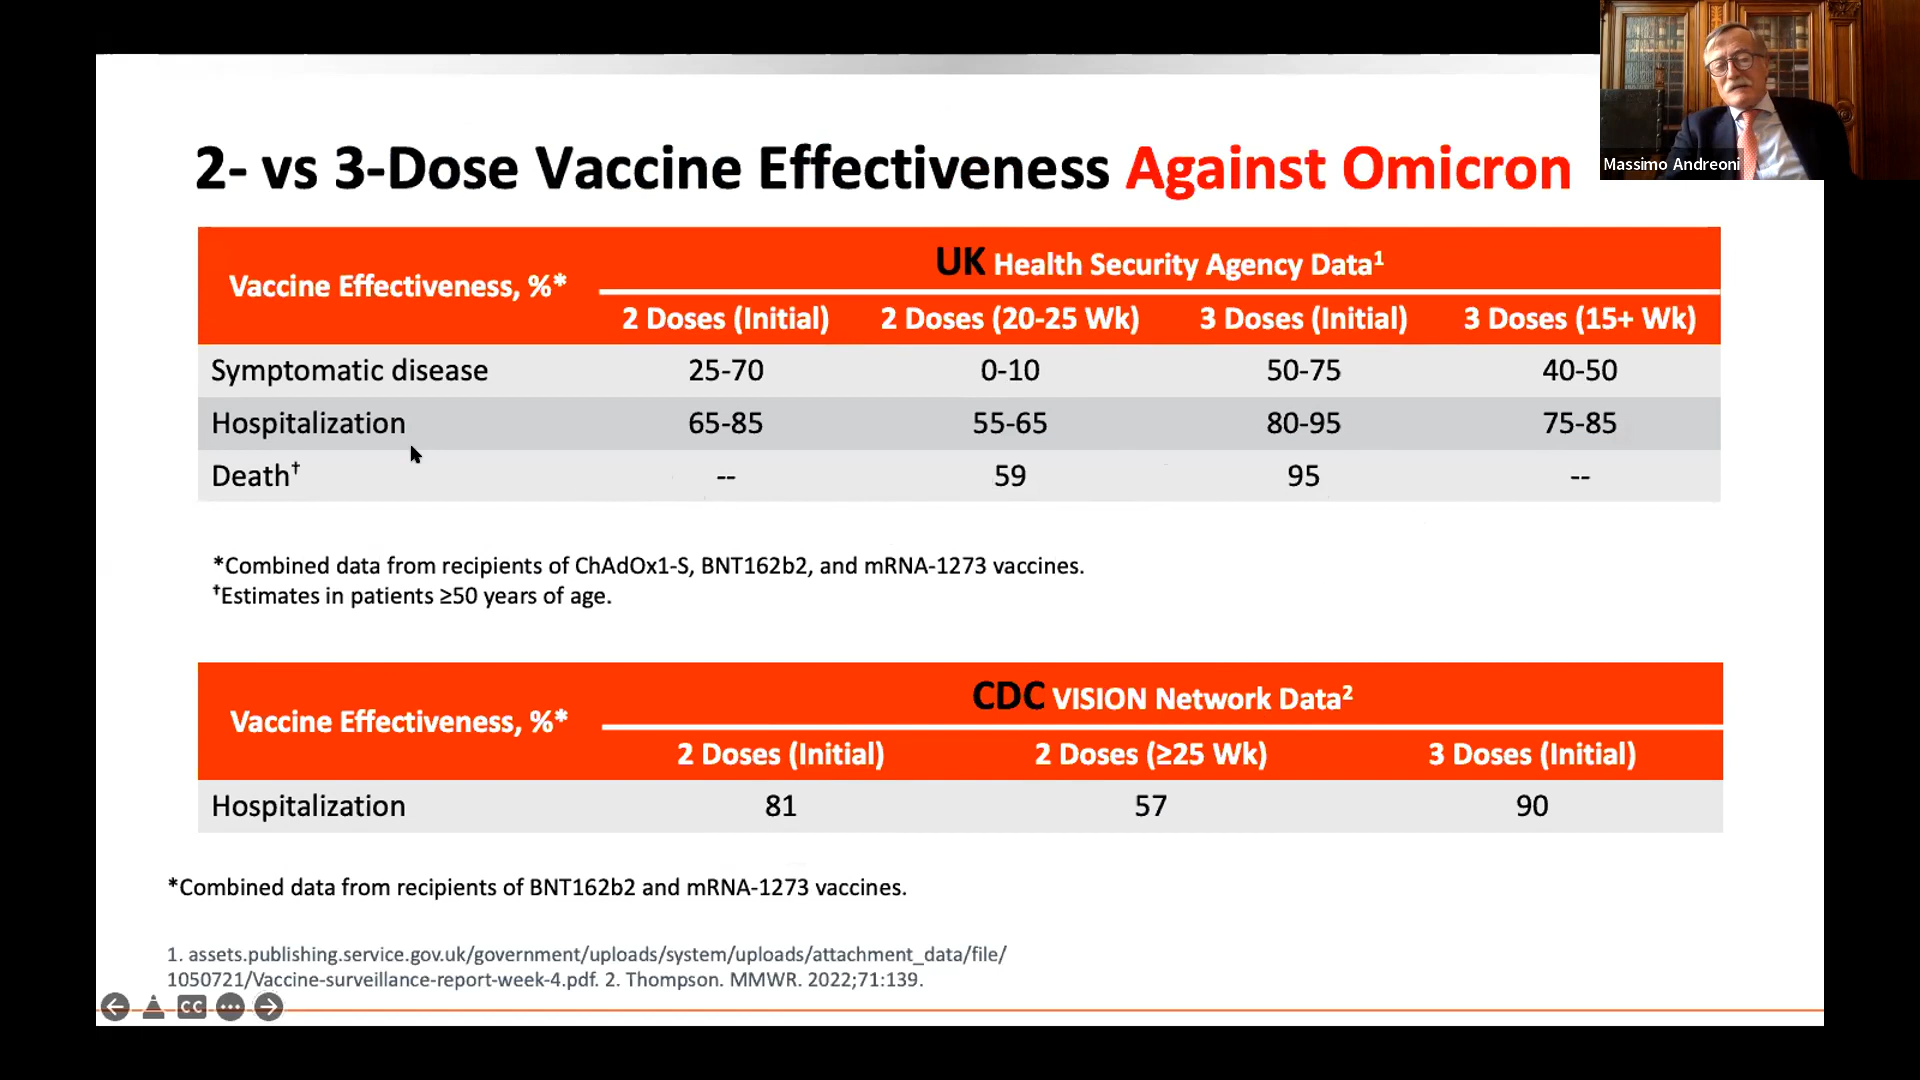 Massimo Andreoni
2- vs 3-Dose Vaccine Effectiveness Against Omicron
Vaccine Effectiveness, %*
UK Health Security Agency Data¹
2 Doses (Initial) 2 Doses (20-25 Wk) 3 Doses (Initial) 3 Doses (15+ Wk)
Symptomatic disease 25-70 0-10 50-75 40-50
Hospitalization 65-85 55-65 80-95 75-85
Death† -- 59 95 --
*Combined data from recipients of ChAdOx1-S, BNT162b2, and mRNA-1273 vaccines.
†Estimates in patients ≥50 years of age.
Vaccine Effectiveness, %*
CDC VISION Network Data²
2 Doses (Initial) 2 Doses (≥25 Wk) 3 Doses (Initial)
Hospitalization 81 57 90
*Combined data from recipients of BNT162b2 and mRNA-1273 vaccines.
1. assets.publishing.service.gov.uk/government/uploads/system/uploads/attachment_data/file/
1050721/Vaccine-surveillance-report-week-4.pdf. 2. Thompson. MMWR. 2022;71:139.
CC